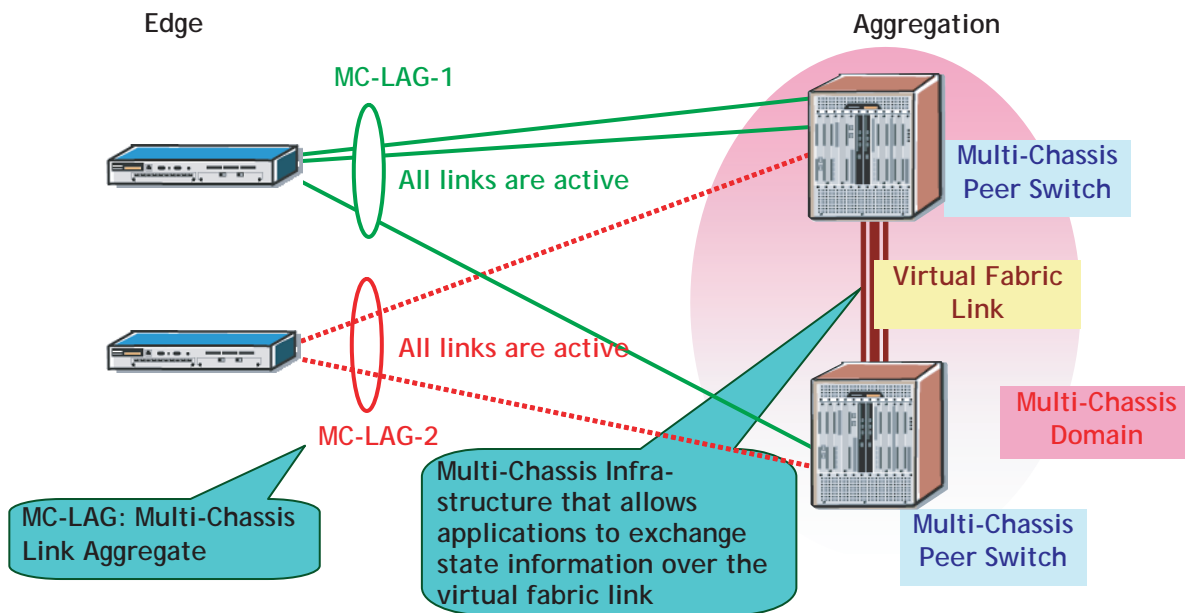 Edge
Aggregation
MC-LAG-1
All links are active
Multi-Chassis
Peer Switch
Virtual Fabric
Link
All links are active
MC-LAG-2
Multi-Chassis
Domain
MC-LAG: Multi-Chassis
Link Aggregate
Multi-Chassis Infra-
structure that allows
applications to exchange
state information over the
virtual fabric link
Multi-Chassis
Peer Switch